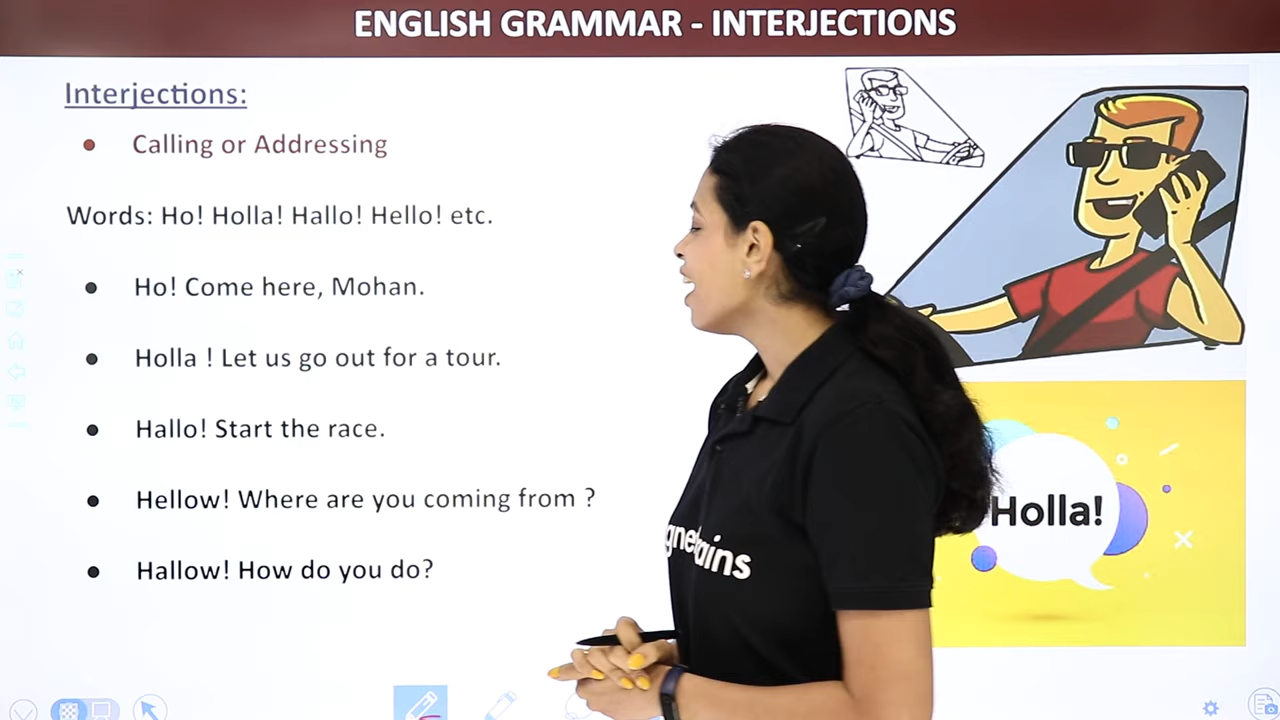 ENGLISH GRAMMAR - INTERJECTIONS
Interjections:
• Calling or Addressing
Words: Ho! Holla! Hallo! Hello! etc.
• Ho! Come here, Mohan.
• Holla ! Let us go out for a tour.
• Hallo! Start the race.
• Hellow! Where are you coming from ?
• Hallow! How do you do?
Holla!